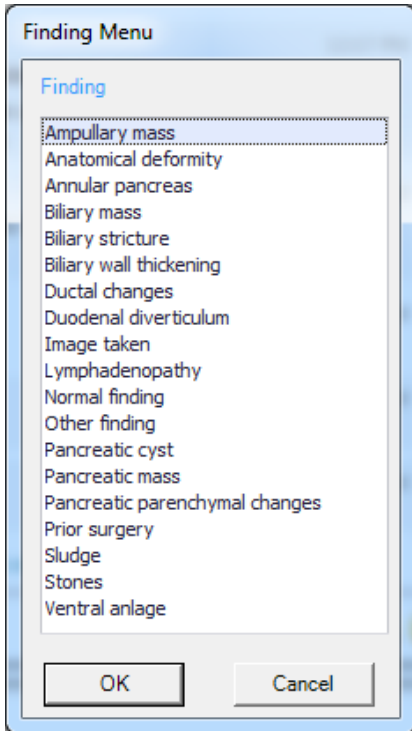 Finding Menu
Finding
Ampullary mass
Anatomical deformity
Annular pancreas
Biliary mass
Biliary stricture
Biliary wall thickening
Ductal changes
Duodenal diverticulum
Image taken
Lymphadenopathy
Normal finding
Other finding
Pancreatic cyst
Pancreatic mass
Pancreatic parenchymal changes
Prior surgery
Sludge
Stones
Ventral anlage
OK Cancel